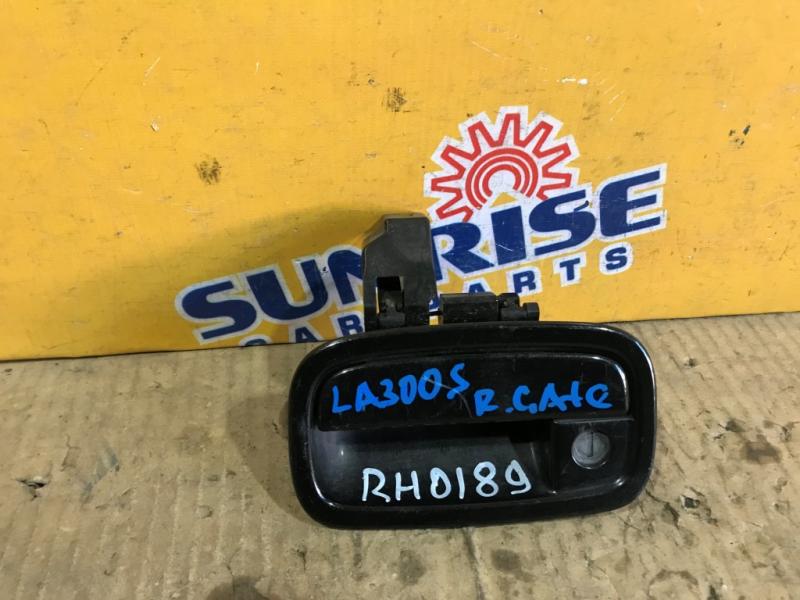 SUNRISE
CAR PARTS
LA300S R.GATE
RH0189